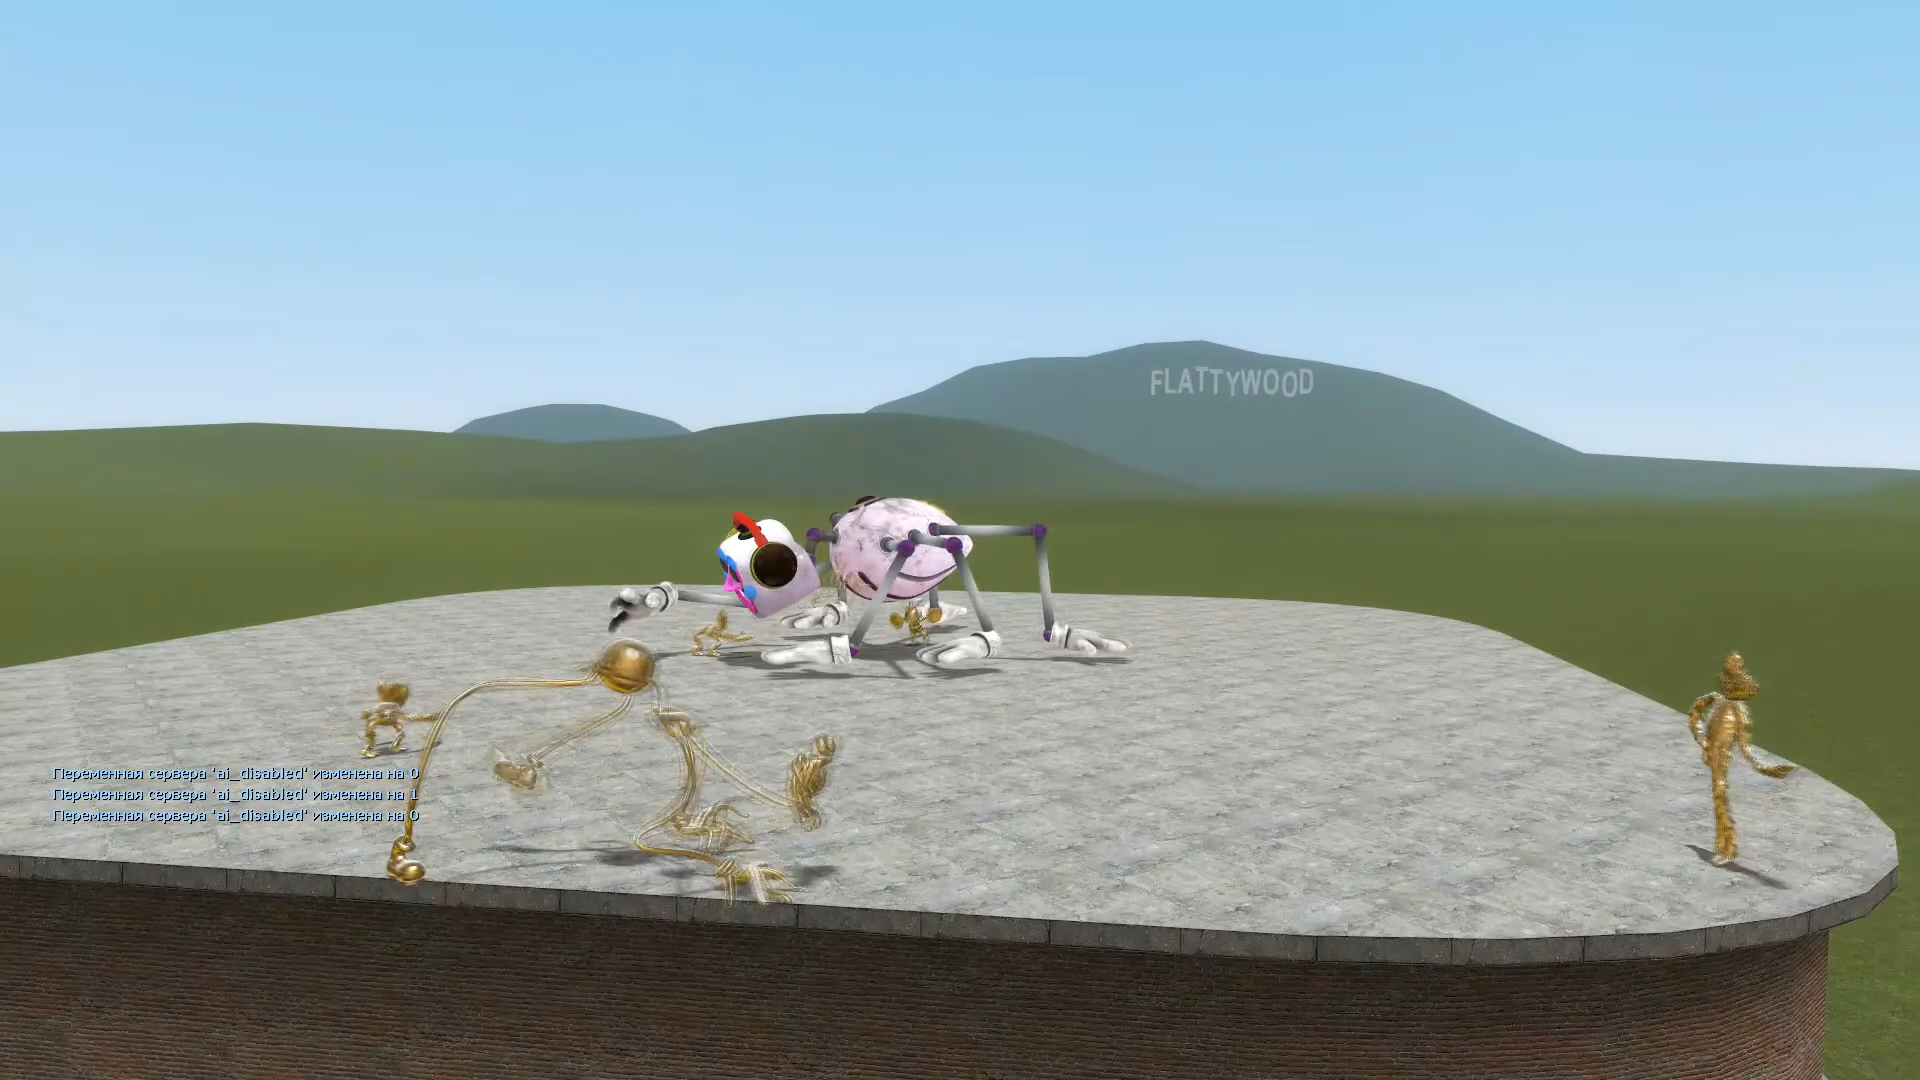 FLATTYWOOD
Переменная сервера 'ai_disabled' изменена на 0
Переменная сервера 'ai_disabled' изменена на 1
Переменная сервера 'ai_disabled' изменена на 0